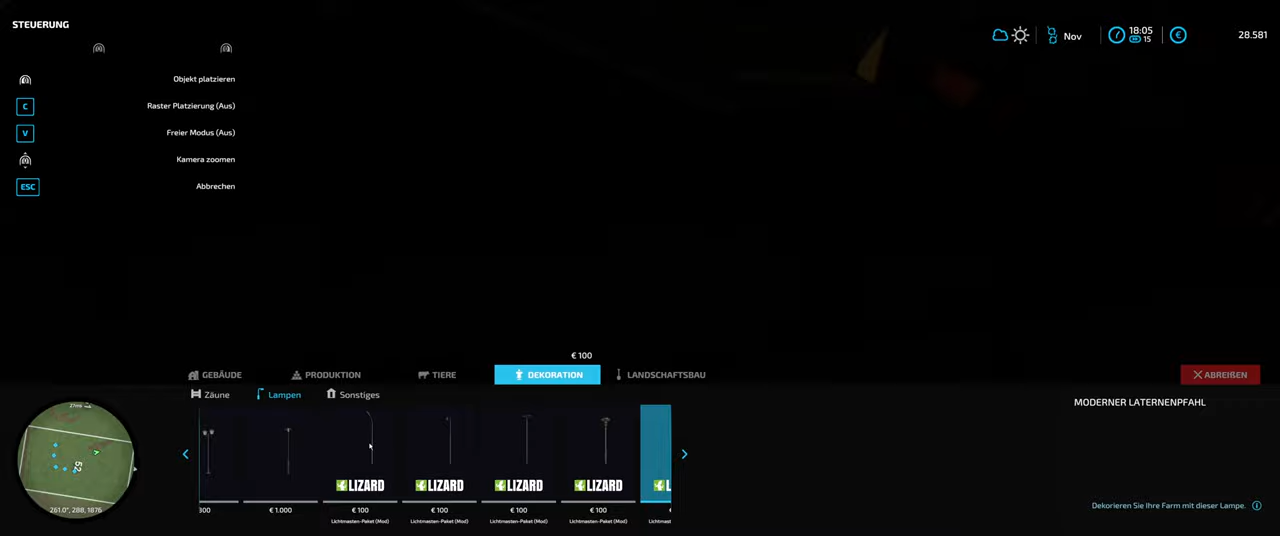 STEUERUNG
Nov
18:05
15
€
28.581
Objekt platzieren
C Raster Platzierung (Aus)
V Freier Modus (Aus)
Kamera zoomen
ESC Abbrechen
€ 100
GEBÄUDE PRODUKTION TIERE DEKORATION LANDSCHAFTSBAU
ABREIẞEN
Zäune Lampen Sonstiges
MODERNER LATERNENPFAHL
52
LIZARD LIZARD LIZARD LIZARD
261.0°, 288, 1876
€ 1.000 € 100 € 100 € 100 € 100
Lichtmasten-Paket (Mod) Lichtmasten-Paket (Mod) Lichtmasten-Paket (Mod) Lichtmasten-Paket (Mod)
Dekorieren Sie Ihre Farm mit dieser Lampe.